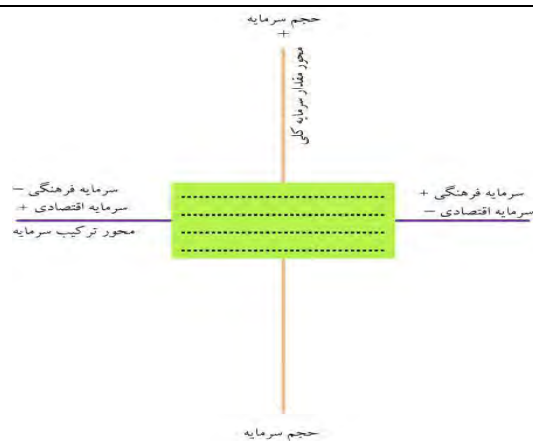 حجم سرمایه
+
محور مقدار سرمایه کلی
سرمایه فرهنگی +
سرمایه اقتصادی −
سرمایه فرهنگی −
سرمایه اقتصادی +
محور ترکیب سرمایه
حجم سرمایه